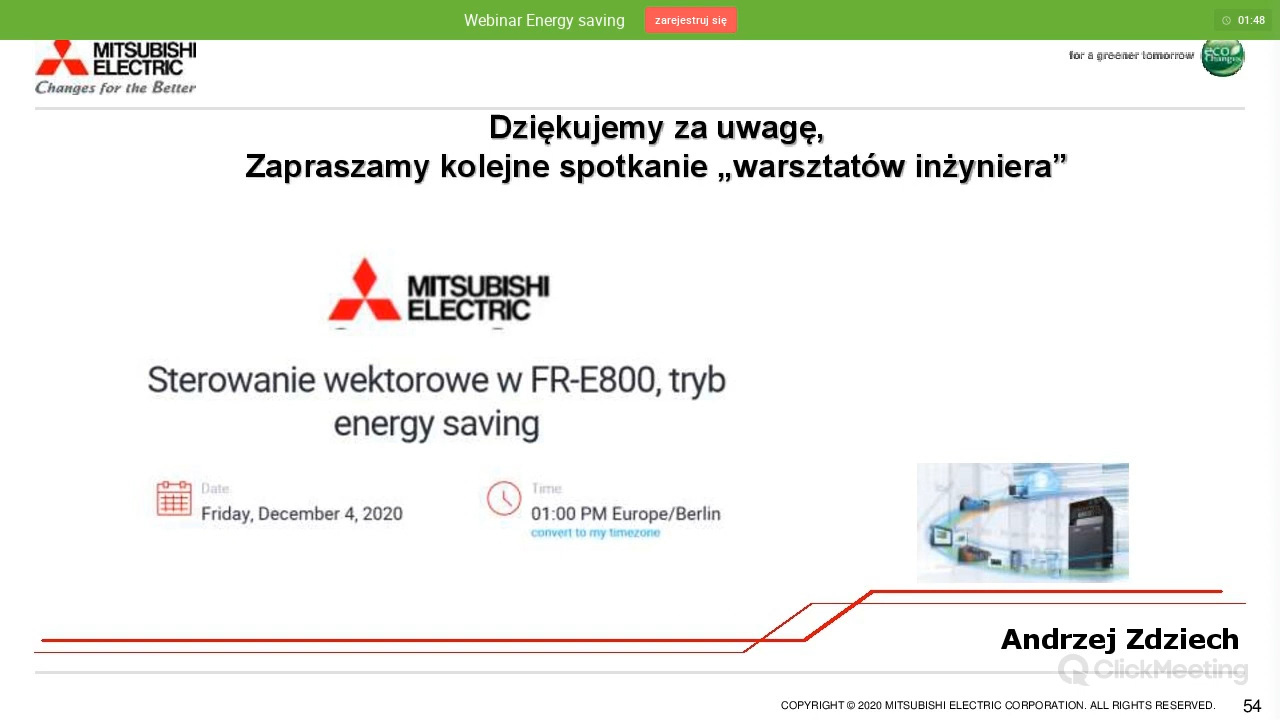 Webinar Energy saving
zarejestruj się
01:48
MITSUBISHI
ELECTRIC
Changes for the Better
for a greener tomorrow
eco
Changes
Dziękujemy za uwagę,
Zapraszamy kolejne spotkanie „warsztatów inżyniera”
MITSUBISHI
ELECTRIC
Sterowanie wektorowe w FR-E800, tryb
energy saving
Date
Friday, December 4, 2020
Time
01:00 PM Europe/Berlin
convert to my timezone
Andrzej Zdziech
ClickMeeting
COPYRIGHT © 2020 MITSUBISHI ELECTRIC CORPORATION. ALL RIGHTS RESERVED.
54